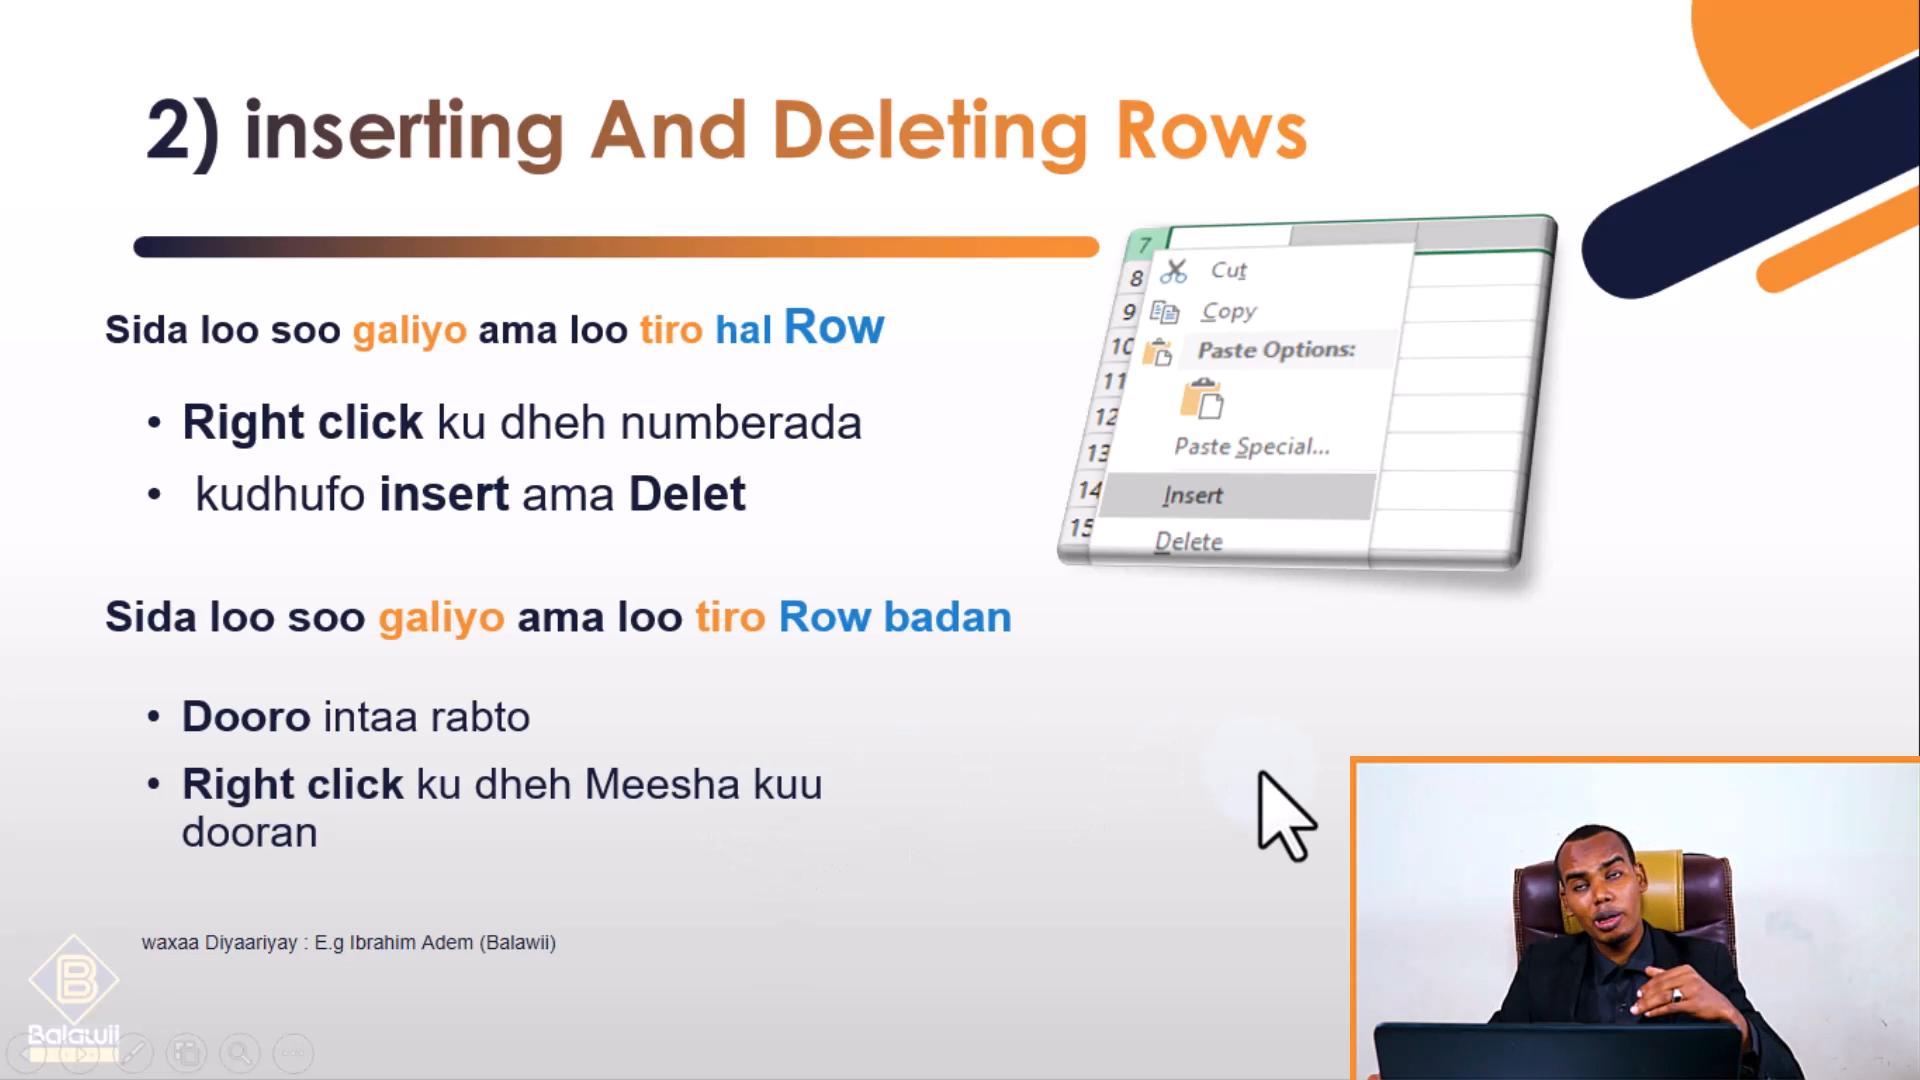 2) inserting And Deleting Rows
Sida loo soo galiyo ama loo tiro hal Row
• Right click ku dheh numberada
• kudhufo insert ama Delet
Sida loo soo galiyo ama loo tiro Row badan
• Dooro intaa rabto
• Right click ku dheh Meesha kuu
dooran
waxaa Diyaariyay : E.g Ibrahim Adem (Balawii)
7
8
9
10
11
12
13
14
15
Cut
Copy
Paste Options:
Paste Special...
Insert
Delete
B
Balawii